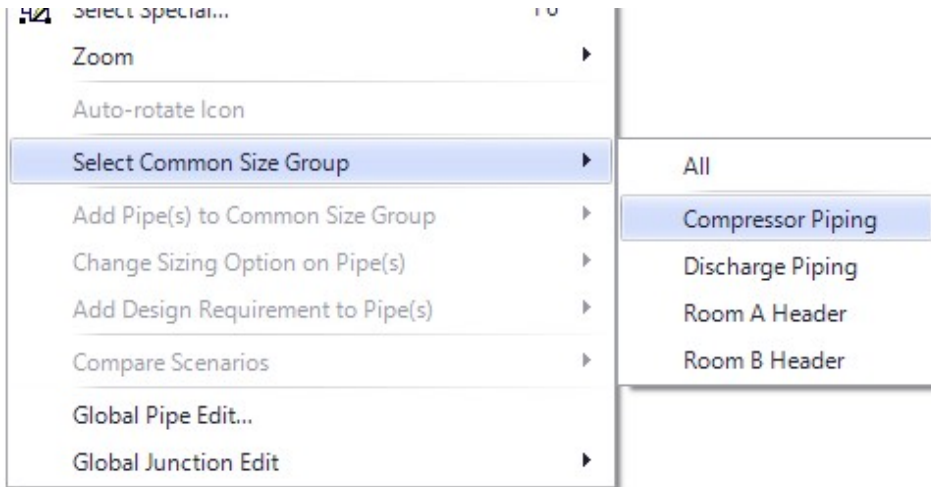 Select Special...
Zoom
Auto-rotate Icon
Select Common Size Group
All
Add Pipe(s) to Common Size Group
Compressor Piping
Change Sizing Option on Pipe(s)
Discharge Piping
Add Design Requirement to Pipe(s)
Room A Header
Compare Scenarios
Room B Header
Global Pipe Edit...
Global Junction Edit